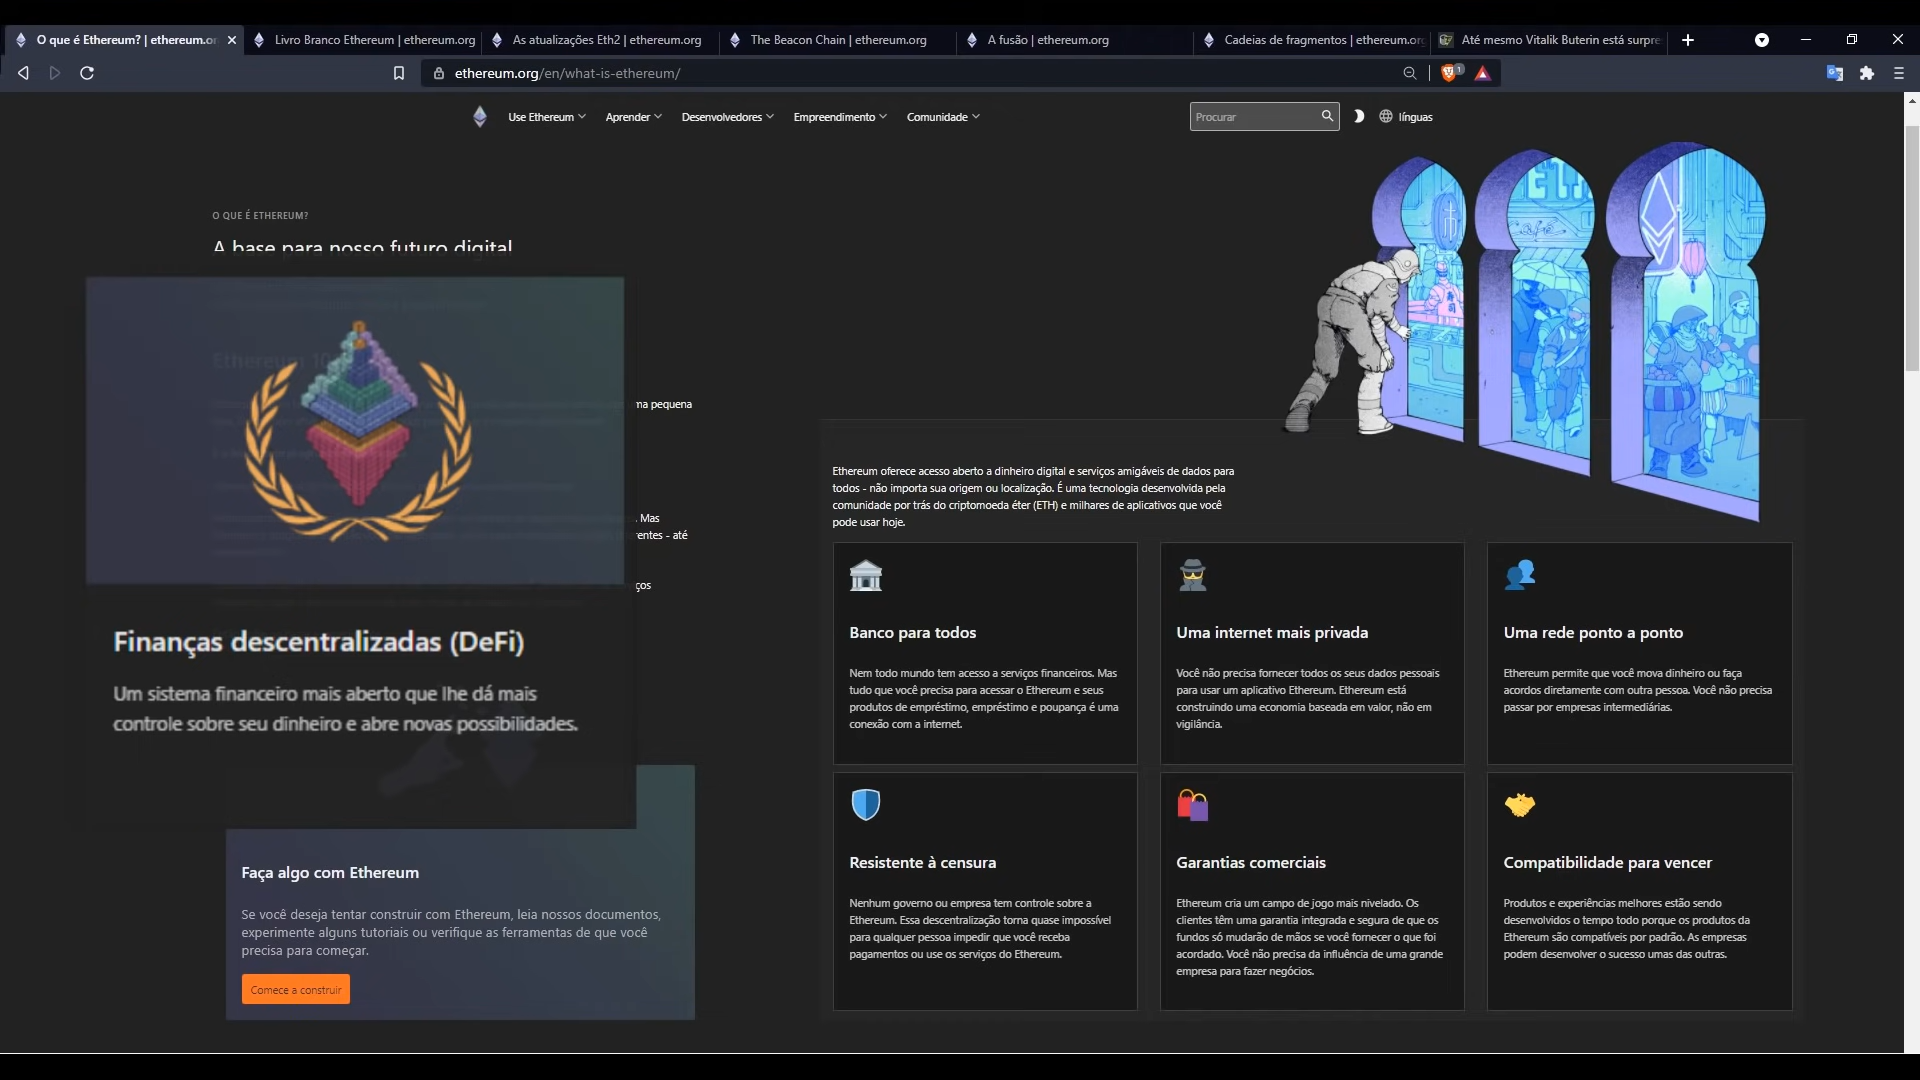 O que é Ethereum? | ethereum.or
Livro Branco Ethereum | ethereum.org
As atualizações Eth2 | ethereum.org
The Beacon Chain | ethereum.org
A fusão | ethereum.org
Cadeias de fragmentos | ethereum.org
Até mesmo Vitalik Buterin está surpre
ethereum.org/en/what-is-ethereum/
1
Use Ethereum
Aprender
Desenvolvedores
Empreendimento
Comunidade
Procurar
línguas
O QUE É ETHEREUM?
A base para nosso futuro digital
ma pequena
. Mas
rentes - até
ços
Finanças descentralizadas (DeFi)
Um sistema financeiro mais aberto que lhe dá mais
controle sobre seu dinheiro e abre novas possibilidades.
Faça algo com Ethereum
Se você deseja tentar construir com Ethereum, leia nossos documentos,
experimente alguns tutoriais ou verifique as ferramentas de que você
precisa para começar.
Comece a construir
Ethereum oferece acesso aberto a dinheiro digital e serviços amigáveis de dados para
todos - não importa sua origem ou localização. É uma tecnologia desenvolvida pela
comunidade por trás do criptomoeda éter (ETH) e milhares de aplicativos que você
pode usar hoje.
Banco para todos
Nem todo mundo tem acesso a serviços financeiros. Mas
tudo que você precisa para acessar o Ethereum e seus
produtos de empréstimo, empréstimo e poupança é uma
conexão com a internet.
Uma internet mais privada
Você não precisa fornecer todos os seus dados pessoais
para usar um aplicativo Ethereum. Ethereum está
construindo uma economia baseada em valor, não em
vigilância.
Uma rede ponto a ponto
Ethereum permite que você mova dinheiro ou faça
acordos diretamente com outra pessoa. Você não precisa
passar por empresas intermediárias.
Resistente à censura
Nenhum governo ou empresa tem controle sobre a
Ethereum. Essa descentralização torna quase impossível
para qualquer pessoa impedir que você receba
pagamentos ou use os serviços do Ethereum.
Garantias comerciais
Ethereum cria um campo de jogo mais nivelado. Os
clientes têm uma garantia integrada e segura de que os
fundos só mudarão de mãos se você fornecer o que foi
acordado. Você não precisa da influência de uma grande
empresa para fazer negócios.
Compatibilidade para vencer
Produtos e experiências melhores estão sendo
desenvolvidos o tempo todo porque os produtos da
Ethereum são compatíveis por padrão. As empresas
podem desenvolver o sucesso umas das outras.